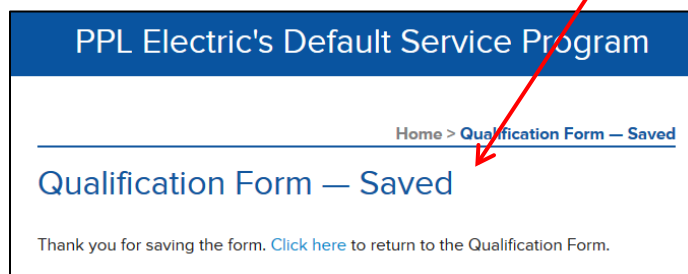 PPL Electric's Default Service Program
Home > Qualification Form — Saved
Qualification Form — Saved
Thank you for saving the form. Click here to return to the Qualification Form.